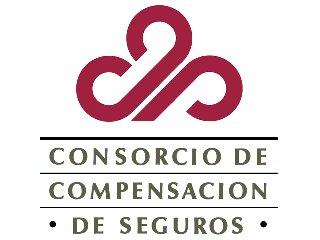 CONSORCIO DE
COMPENSACION
• DE SEGUROS •